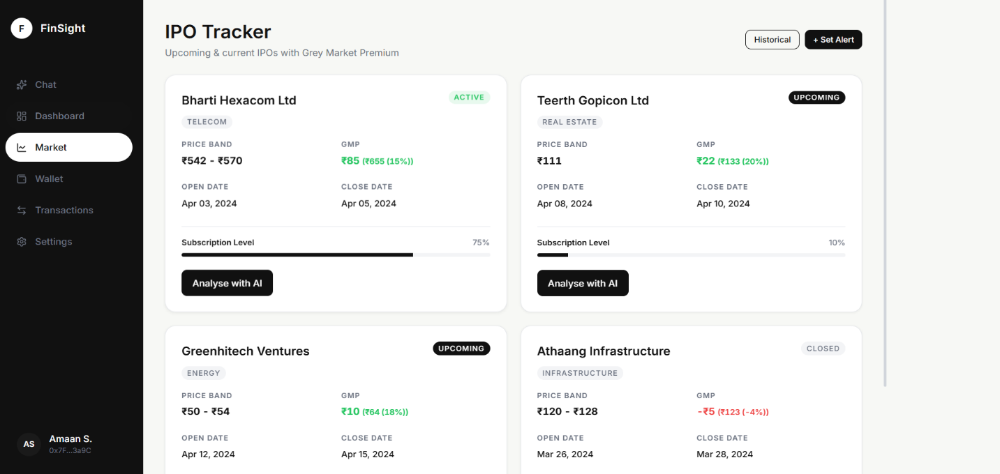 F FinSight
Chat
Dashboard
Market
Wallet
Transactions
Settings
AS Amaan S.
0x7F...3a9C
IPO Tracker
Upcoming & current IPOs with Grey Market Premium
Historical
+ Set Alert
Bharti Hexacom Ltd
ACTIVE
TELECOM
PRICE BAND
GMP
₹542 - ₹570
₹85 (₹655 (15%))
OPEN DATE
CLOSE DATE
Apr 03, 2024
Apr 05, 2024
Subscription Level
75%
Analyse with AI
Teerth Gopicon Ltd
UPCOMING
REAL ESTATE
PRICE BAND
GMP
₹111
₹22 (₹133 (20%))
OPEN DATE
CLOSE DATE
Apr 08, 2024
Apr 10, 2024
Subscription Level
10%
Analyse with AI
Greenhitech Ventures
UPCOMING
ENERGY
PRICE BAND
GMP
₹50 - ₹54
₹10 (₹64 (18%))
OPEN DATE
CLOSE DATE
Apr 12, 2024
Apr 15, 2024
Athaang Infrastructure
CLOSED
INFRASTRUCTURE
PRICE BAND
GMP
₹120 - ₹128
-₹5 (₹123 (-4%))
OPEN DATE
CLOSE DATE
Mar 26, 2024
Mar 28, 2024